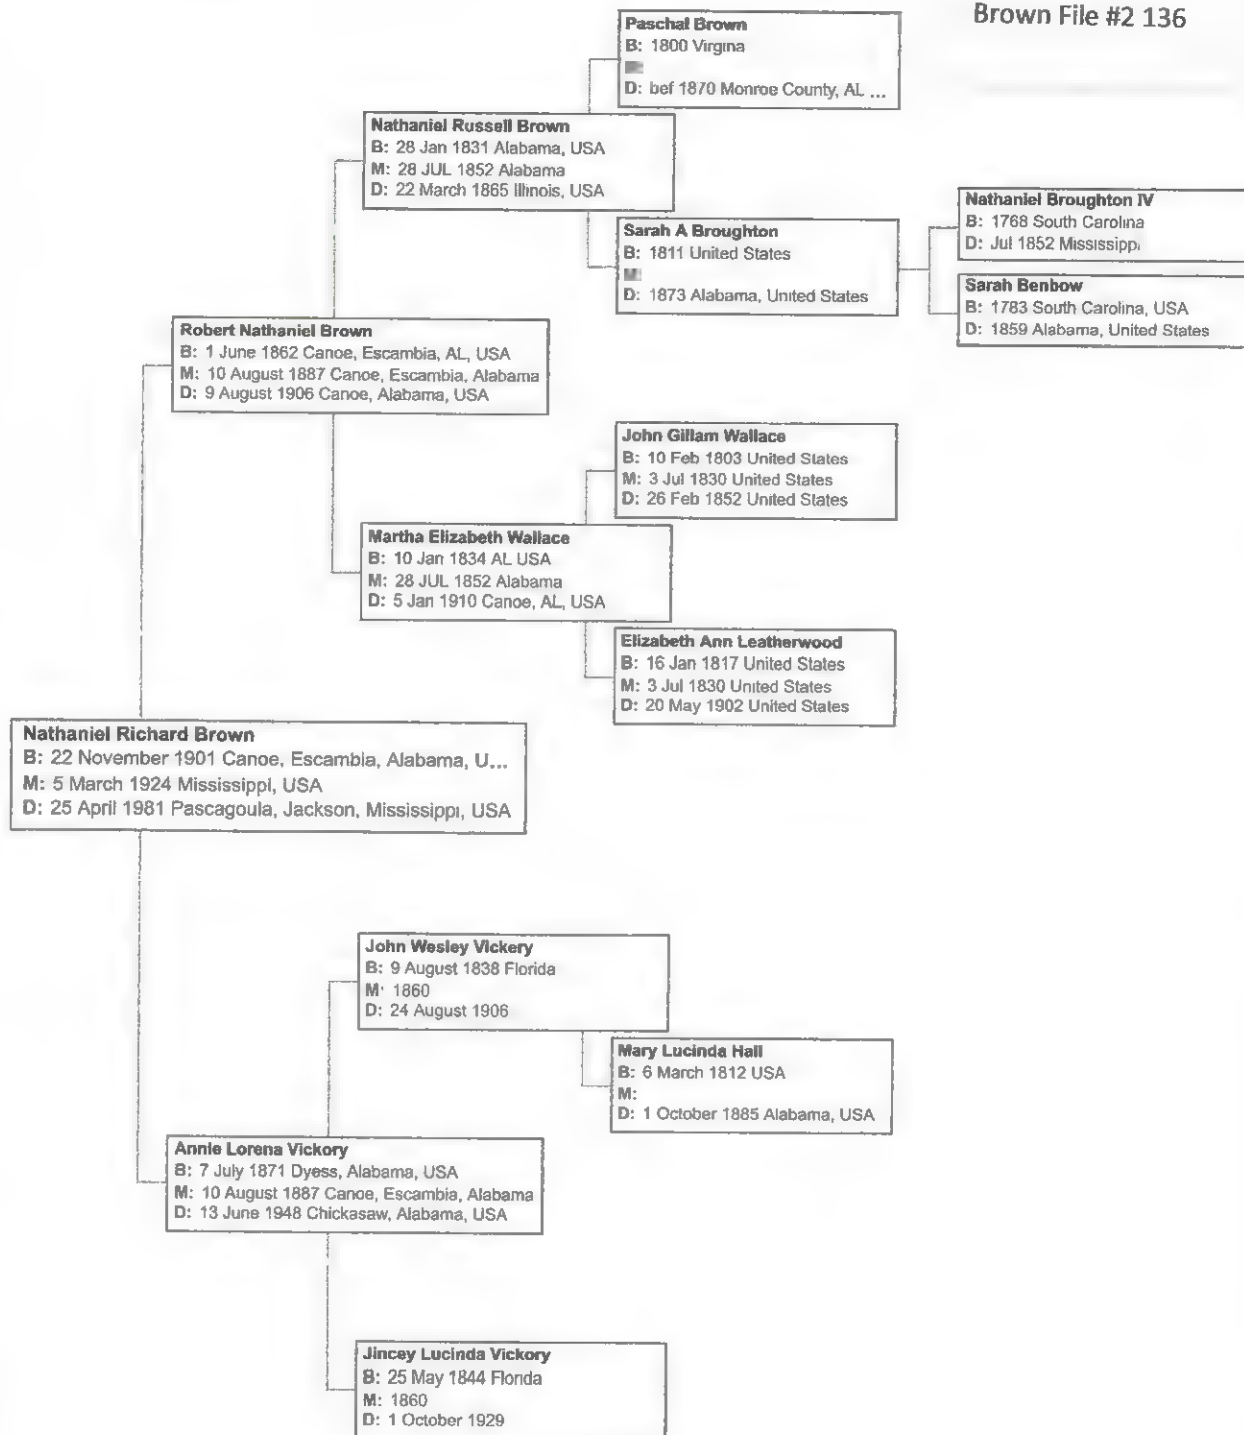 Brown File #2 136
Paschal Brown
B: 1800 Virgina
D: bef 1870 Monroe County, AL ...
Nathaniel Russell Brown
B: 28 Jan 1831 Alabama, USA
M: 28 JUL 1852 Alabama
D: 22 March 1865 Illinois, USA
Nathaniel Broughton IV
B: 1768 South Carolina
D: Jul 1852 Mississippi
Sarah A Broughton
B: 1811 United States
M:
D: 1873 Alabama, United States
Sarah Benbow
B: 1783 South Carolina, USA
D: 1859 Alabama, United States
Robert Nathaniel Brown
B: 1 June 1862 Canoe, Escambia, AL, USA
M: 10 August 1887 Canoe, Escambia, Alabama
D: 9 August 1906 Canoe, Alabama, USA
John Gillam Wallace
B: 10 Feb 1803 United States
M: 3 Jul 1830 United States
D: 26 Feb 1852 United States
Martha Elizabeth Wallace
B: 10 Jan 1834 AL USA
M: 28 JUL 1852 Alabama
D: 5 Jan 1910 Canoe, AL, USA
Elizabeth Ann Leatherwood
B: 16 Jan 1817 United States
M: 3 Jul 1830 United States
D: 20 May 1902 United States
Nathaniel Richard Brown
B: 22 November 1901 Canoe, Escambia, Alabama, U...
M: 5 March 1924 Mississippi, USA
D: 25 April 1981 Pascagoula, Jackson, Mississippi, USA
John Wesley Vickery
B: 9 August 1838 Florida
M: 1860
D: 24 August 1906
Mary Lucinda Hall
B: 6 March 1812 USA
M:
D: 1 October 1885 Alabama, USA
Annie Lorena Vickory
B: 7 July 1871 Dyess, Alabama, USA
M: 10 August 1887 Canoe, Escambia, Alabama
D: 13 June 1948 Chickasaw, Alabama, USA
Jincey Lucinda Vickory
B: 25 May 1844 Florida
M: 1860
D: 1 October 1929